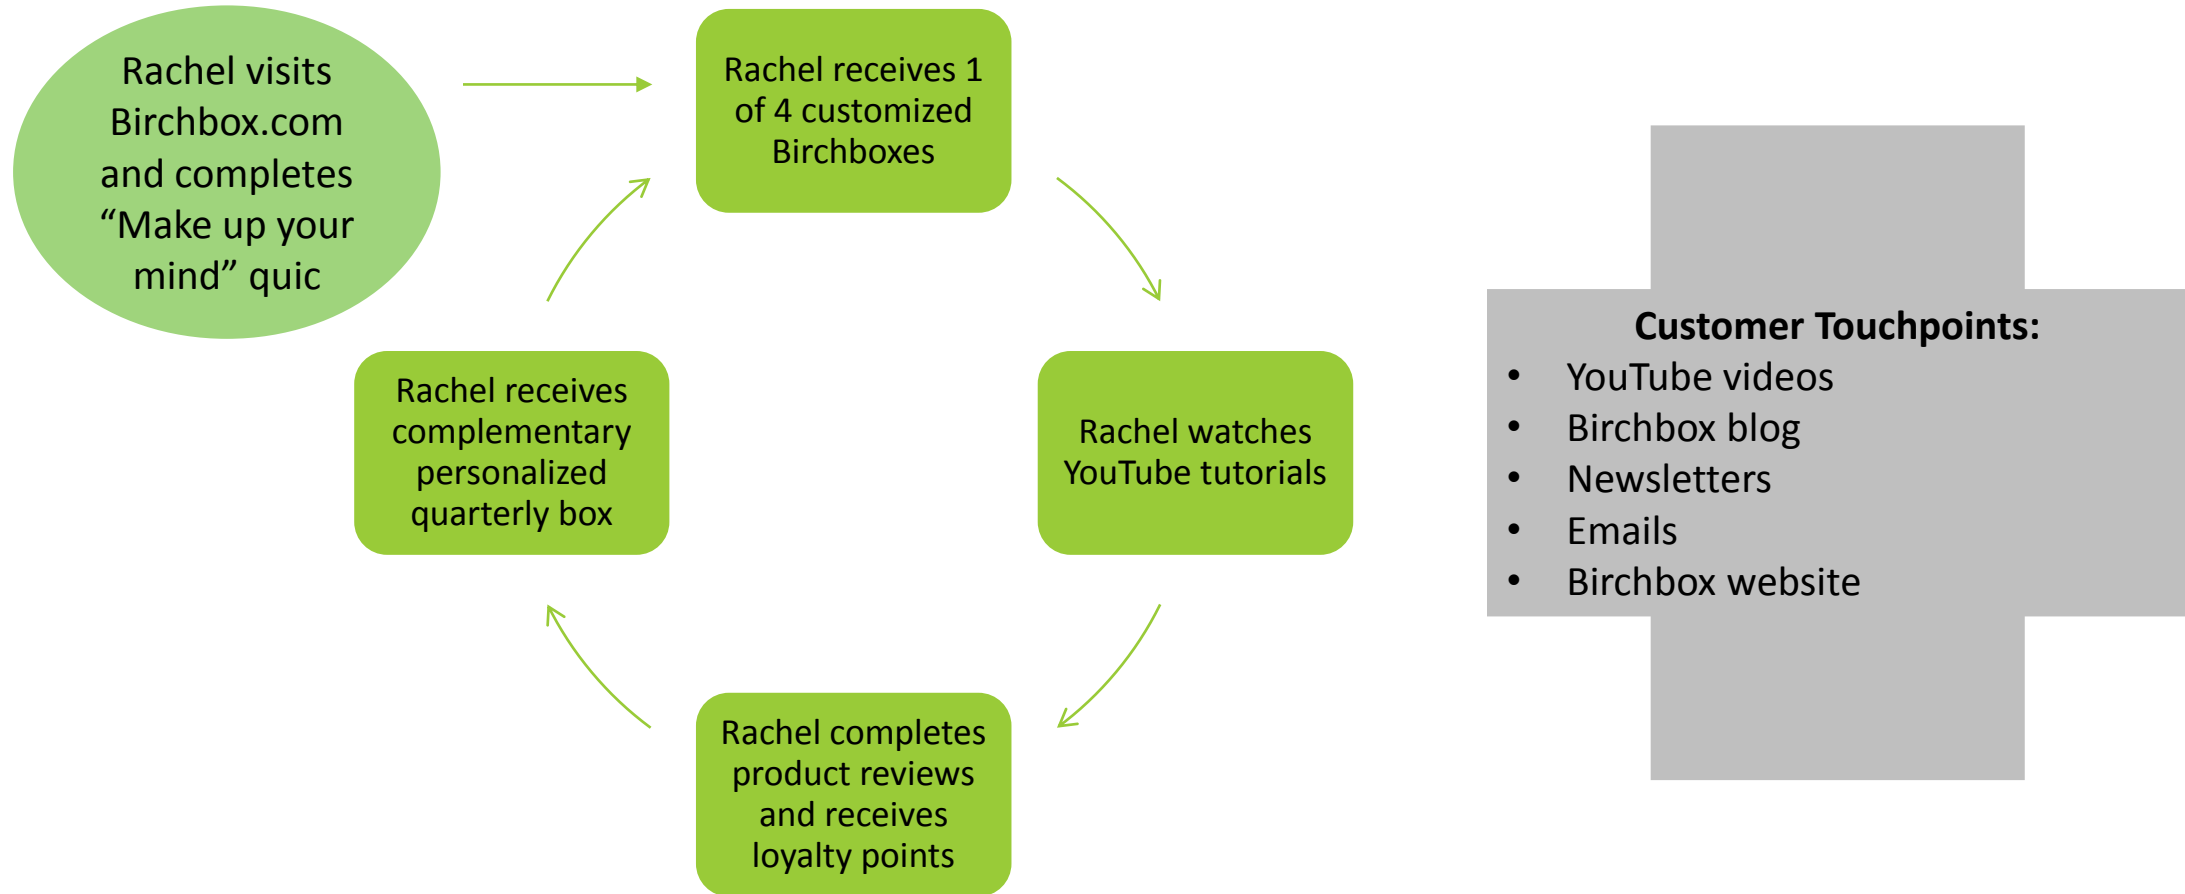 Rachel visits
Birchbox.com
and completes
“Make up your
mind” quic
Rachel receives 1
of 4 customized
Birchboxes
Rachel watches
YouTube tutorials
Rachel completes
product reviews
and receives
loyalty points
Rachel receives
complementary
personalized
quarterly box
Customer Touchpoints:
• YouTube videos
• Birchbox blog
• Newsletters
• Emails
• Birchbox website